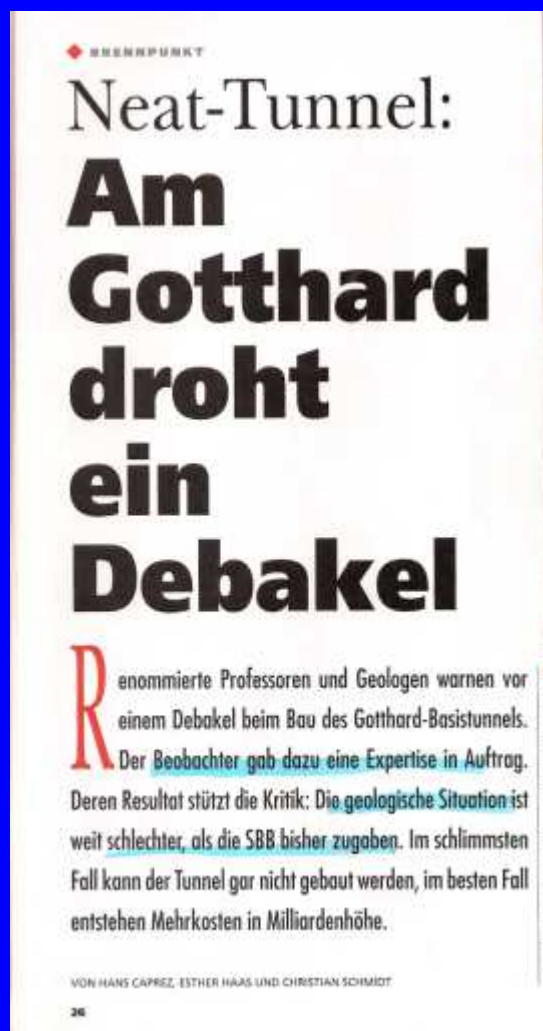 BRENNPUNKT
Neat-Tunnel:
Am
Gotthard
droht
ein
Debakel
Renommierte Professoren und Geologen warnen vor
einem Debakel beim Bau des Gotthard-Basistunnels.
Der Beobachter gab dazu eine Expertise in Auftrag.
Deren Resultat stützt die Kritik: Die geologische Situation ist
weit schlechter, als die SBB bisher zugaben. Im schlimmsten
Fall kann der Tunnel gar nicht gebaut werden, im besten Fall
entstehen Mehrkosten in Milliardenhöhe.
VON HANS CAPREZ, ESTHER HAAS UND CHRISTIAN SCHMIDT
26